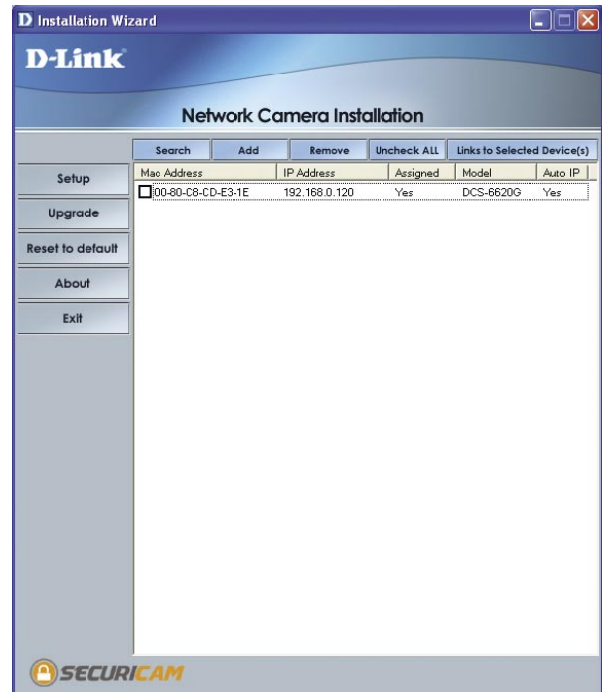 D Installation Wizard
D-Link
Network Camera Installation
Search Add Remove Uncheck ALL Links to Selected Device(s)
Mac Address IP Address Assigned Model Auto IP
00-80-C8-CD-E3-1E 192.168.0.120 Yes DCS-6620G Yes
Setup
Upgrade
Reset to default
About
Exit
SECURICAM